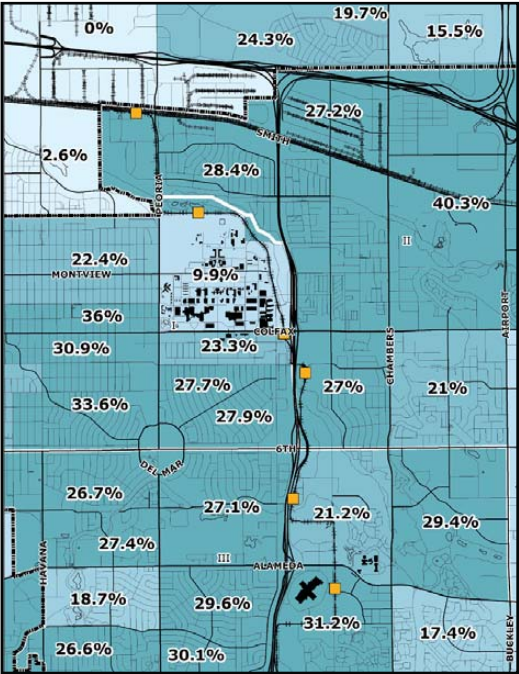 19.7%
0%
24.3%
15.5%
27.2%
SMITH
2.6%
28.4%
PEORIA
40.3%
II
22.4%
MONTVIEW
9.9%
AIRPORT
36%
I
COLFAX
30.9%
23.3%
CHAMBERS
27.7%
27%
21%
33.6%
27.9%
6TH
DEL MAR
26.7%
27.1%
21.2%
29.4%
27.4%
HAVANA
III
ALAMEDA
18.7%
29.6%
31.2%
17.4%
BUCKLEY
26.6%
30.1%